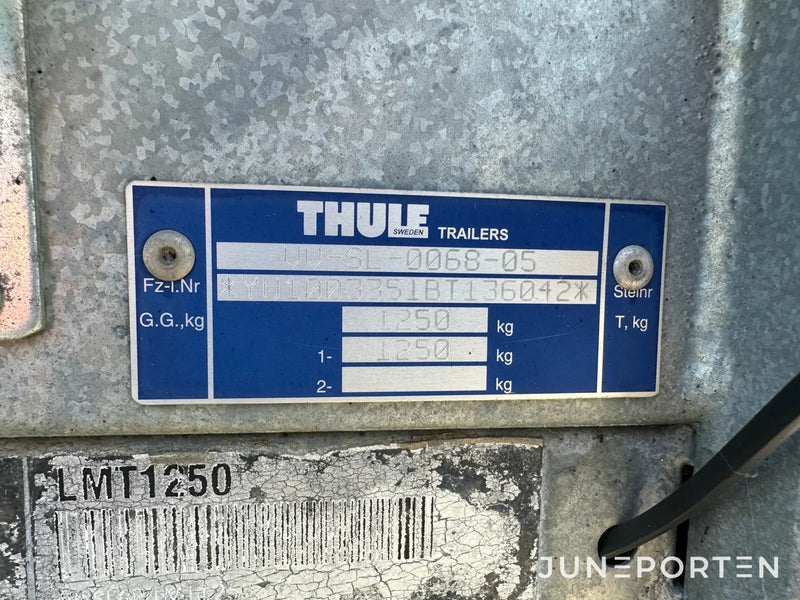 THULE
SWEDEN TRAILERS
VV-SL-0068-05
Fz-I.Nr *YU1003351BT136042* Steinr
G.G.,kg 1250 kg T, kg
1- 1250 kg
2- kg
LMT1250
JUNEPORTEN